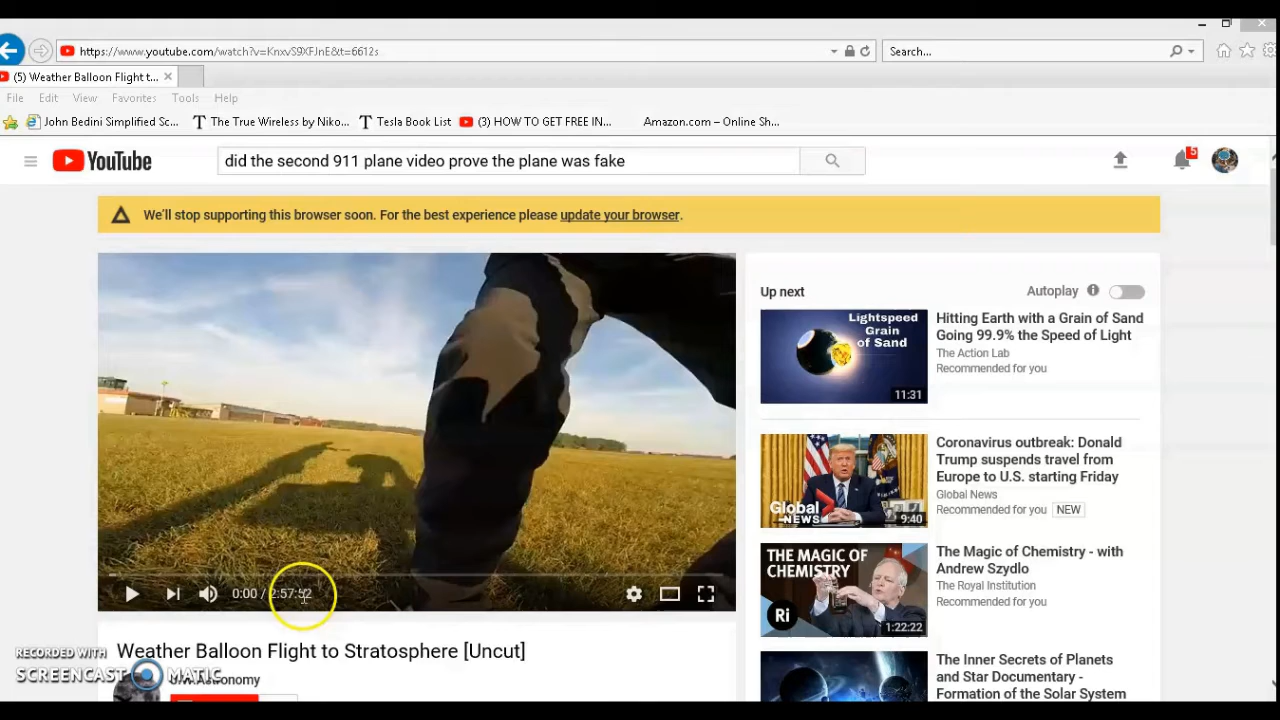 https://www.youtube.com/watch?v=KnxvS9XFJnE&t=6612s
Search...
(5) Weather Balloon Flight t...
File Edit View Favorites Tools Help
John Bedini Simplified Sc...
The True Wireless by Niko...
Tesla Book List
(3) HOW TO GET FREE IN...
Amazon.com – Online Sh...
YouTube
did the second 911 plane video prove the plane was fake
5
We'll stop supporting this browser soon. For the best experience please update your browser.
Up next
Autoplay
Lightspeed
Grain
of Sand
11:31
Hitting Earth with a Grain of Sand
Going 99.9% the Speed of Light
The Action Lab
Recommended for you
Global
NEWS
9:40
Coronavirus outbreak: Donald
Trump suspends travel from
Europe to U.S. starting Friday
Global News
Recommended for you NEW
THE MAGIC OF
CHEMISTRY
Ri
1:22:22
The Magic of Chemistry - with
Andrew Szydlo
The Royal Institution
Recommended for you
The Inner Secrets of Planets
and Star Documentary -
Formation of the Solar System
0:00 / 2:57:52
Weather Balloon Flight to Stratosphere [Uncut]
Astronomy
RECORDED WITH
SCREENCAST MATIC